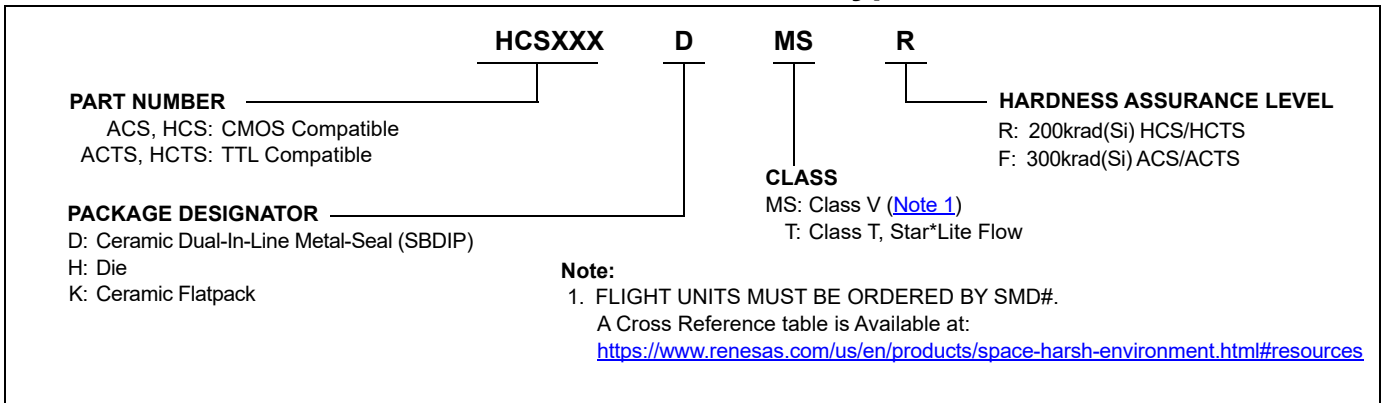 HCSXXX D MS R
PART NUMBER
ACS, HCS: CMOS Compatible
ACTS, HCTS: TTL Compatible
PACKAGE DESIGNATOR
D: Ceramic Dual-In-Line Metal-Seal (SBDIP)
H: Die
K: Ceramic Flatpack
HARDNESS ASSURANCE LEVEL
R: 200krad(Si) HCS/HCTS
F: 300krad(Si) ACS/ACTS
CLASS
MS: Class V (Note 1)
T: Class T, Star*Lite Flow
Note:
1. FLIGHT UNITS MUST BE ORDERED BY SMD#.
A Cross Reference table is Available at:
https://www.renesas.com/us/en/products/space-harsh-environment.html#resources